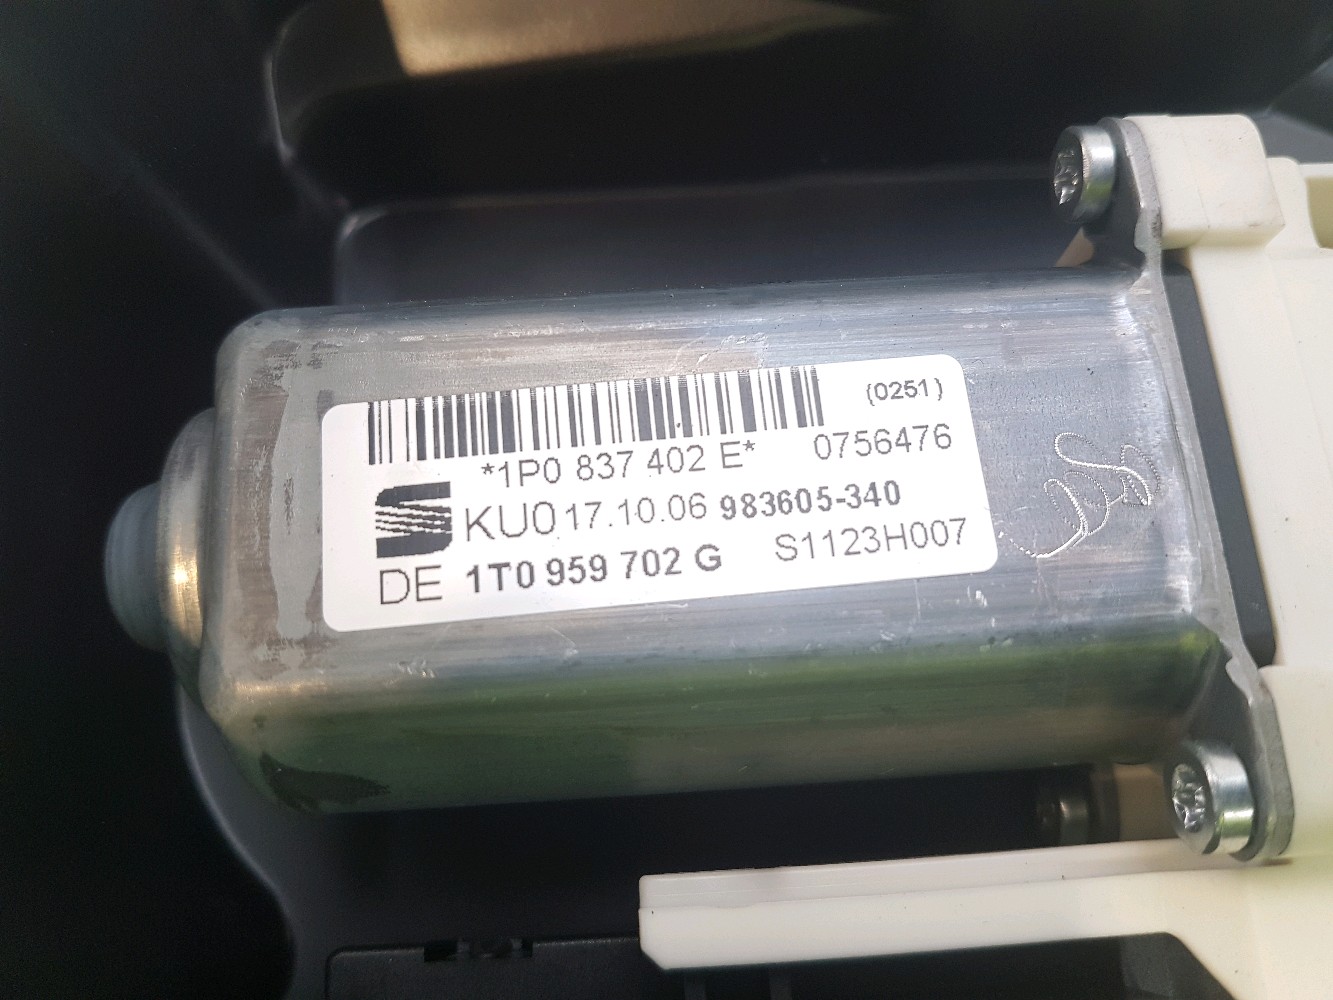 (0251)
*1P0 837 402 E* 0756476
KU0 17.10.06 983605-340
DE 1T0 959 702 G S1123H007